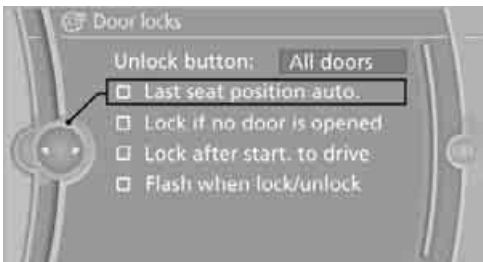 Door locks
Unlock button: All doors
Last seat position auto.
Lock if no door is opened
Lock after start. to drive
Flash when lock/unlock